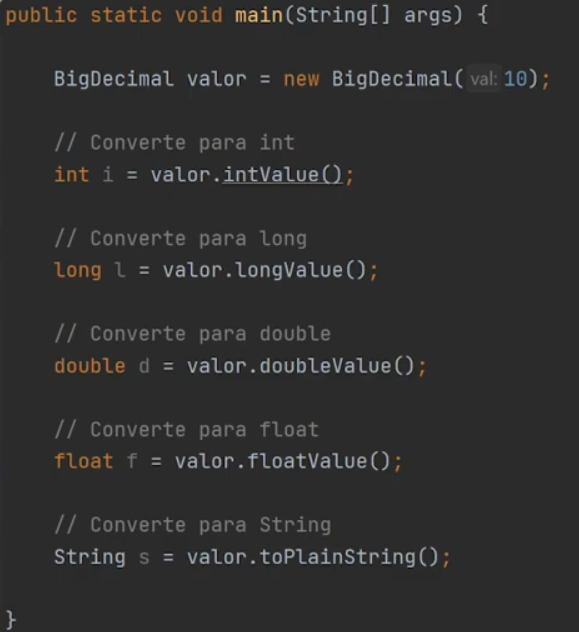 public static void main(String[] args) {
BigDecimal valor = new BigDecimal( val: 10);
// Converte para int
int i = valor.intValue();
// Converte para long
long l = valor.longValue();
// Converte para double
double d = valor.doubleValue();
// Converte para float
float f = valor.floatValue();
// Converte para String
String s = valor.toPlainString();
}